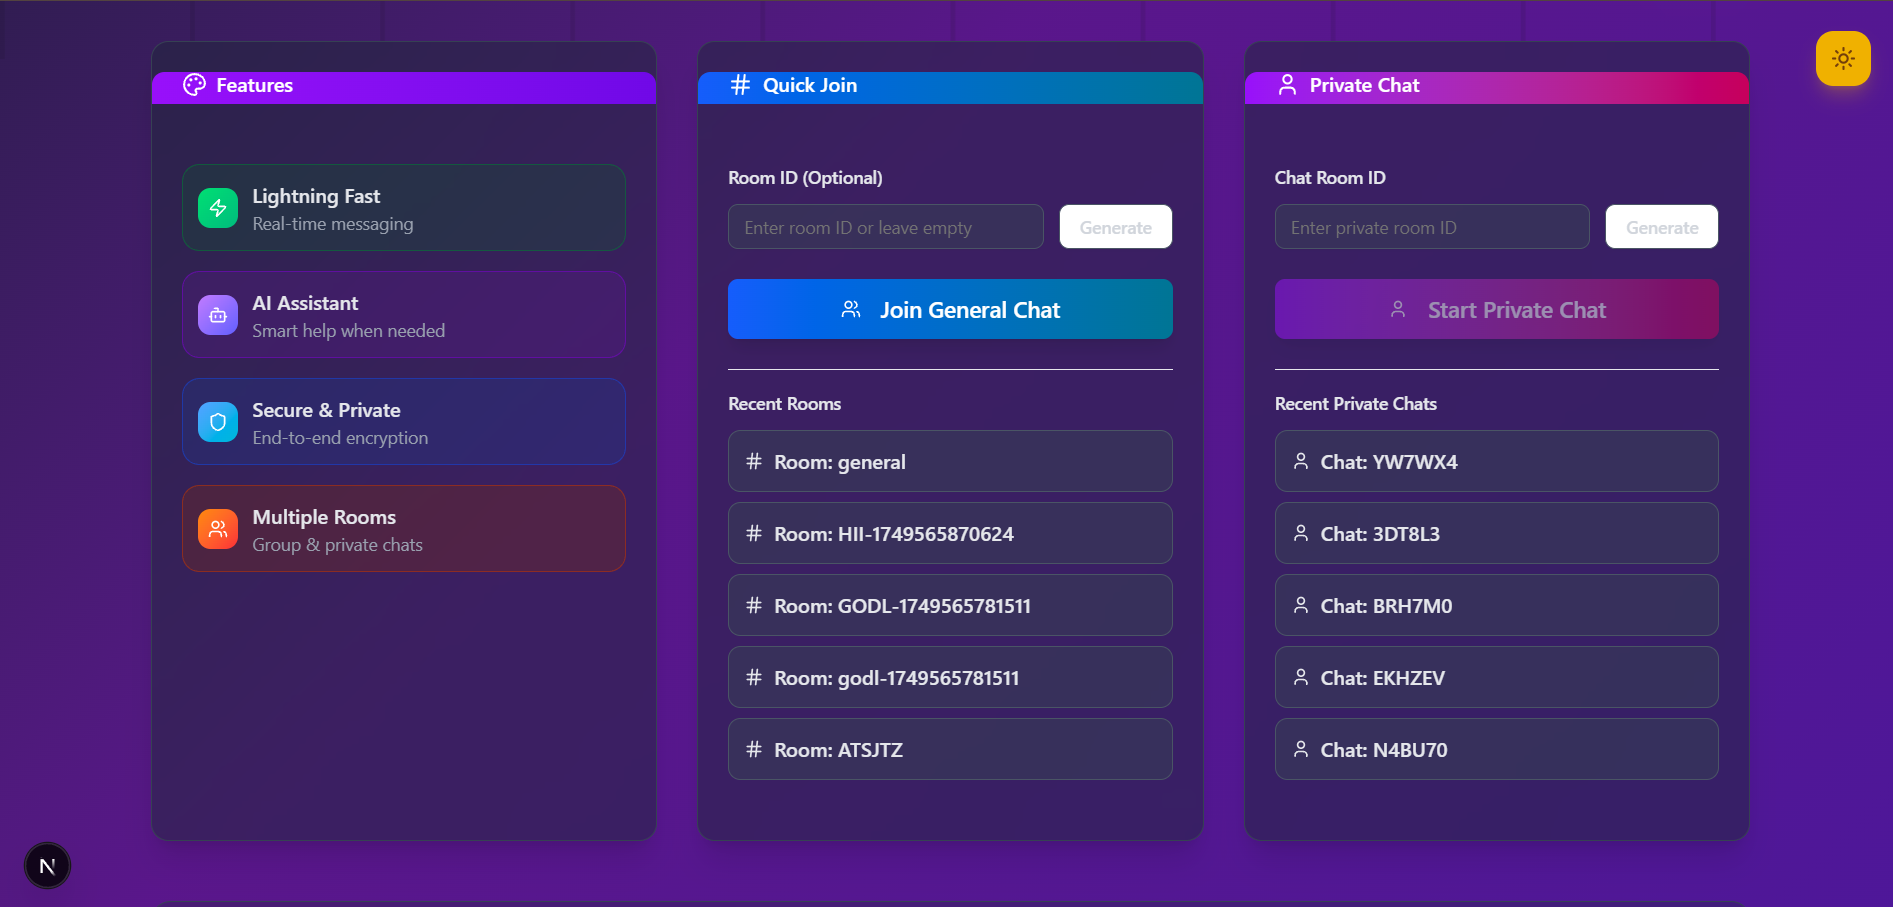 Features
Lightning Fast
Real-time messaging
AI Assistant
Smart help when needed
Secure & Private
End-to-end encryption
Multiple Rooms
Group & private chats
Quick Join
Room ID (Optional)
Enter room ID or leave empty
Generate
Join General Chat
Recent Rooms
Room: general
Room: HII-1749565870624
Room: GODL-1749565781511
Room: godl-1749565781511
Room: ATSJTZ
Private Chat
Chat Room ID
Enter private room ID
Generate
Start Private Chat
Recent Private Chats
Chat: YW7WX4
Chat: 3DT8L3
Chat: BRH7M0
Chat: EKHZEV
Chat: N4BU70
N